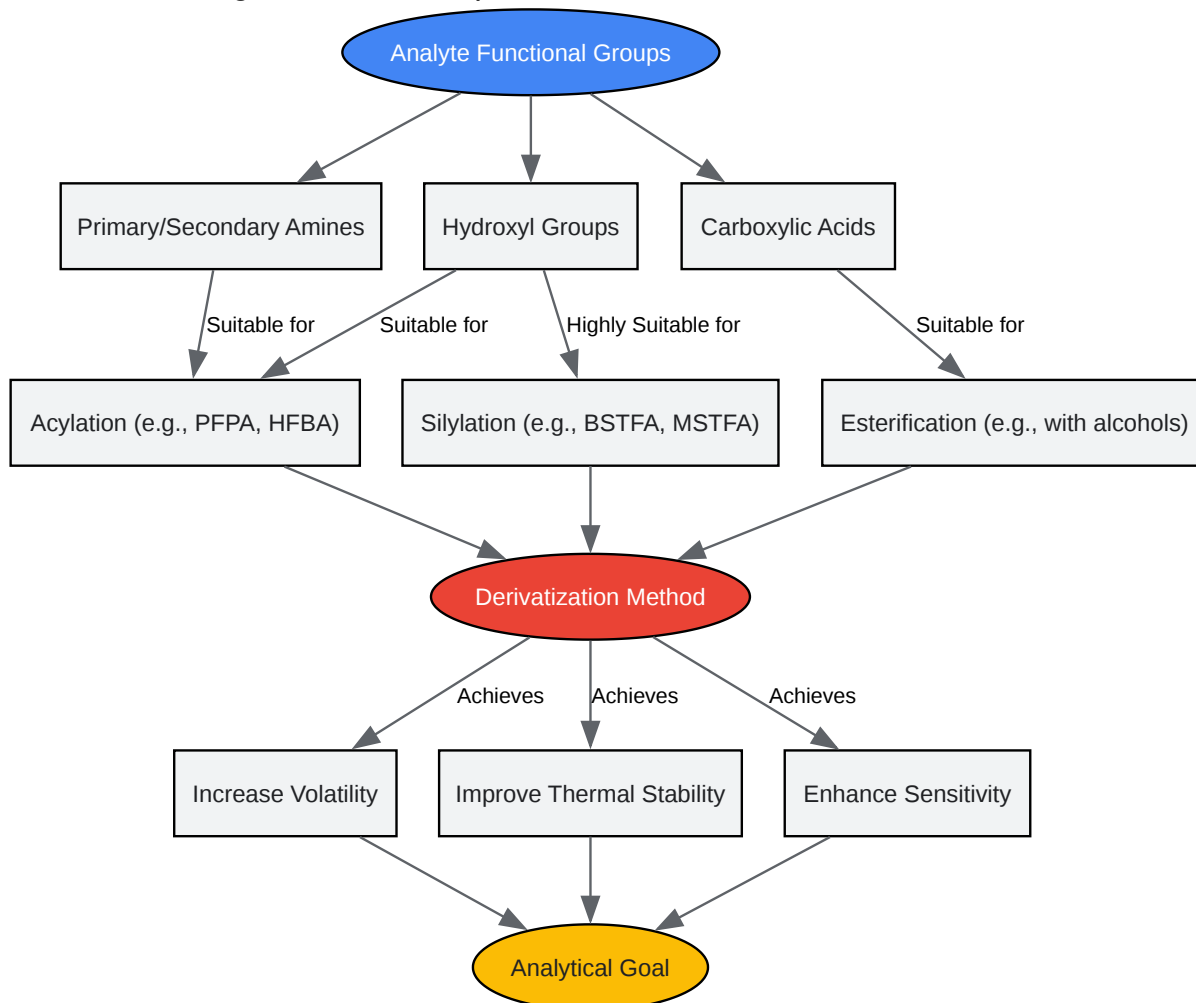 Analyte Functional Groups
Primary/Secondary Amines
Hydroxyl Groups
Carboxylic Acids
Suitable for
Suitable for
Highly Suitable for
Suitable for
Acylation (e.g., PFPA, HFBA)
Silylation (e.g., BSTFA, MSTFA)
Esterification (e.g., with alcohols)
Derivatization Method
Achieves
Achieves
Achieves
Increase Volatility
Improve Thermal Stability
Enhance Sensitivity
Analytical Goal